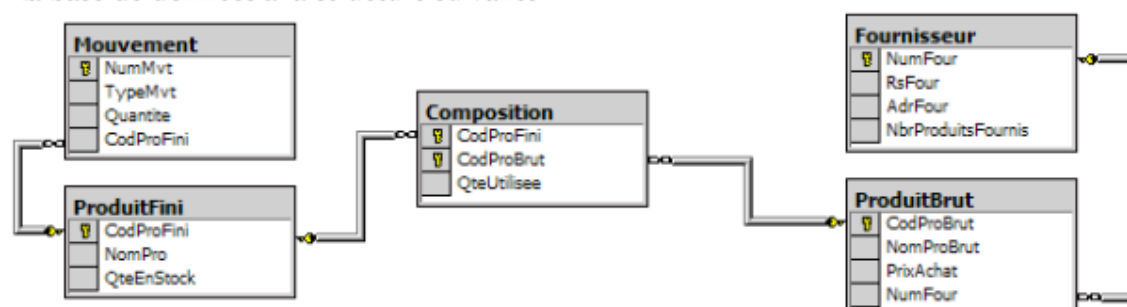 Mouvement
NumMvt
TypeMvt
Quantite
CodProFini
ProduitFini
CodProFini
NomPro
QteEnStock
Composition
CodProFini
CodProBrut
QteUtilisee
Fournisseur
NumFour
RsFour
AdrFour
NbrProduitsFournis
ProduitBrut
CodProBrut
NomProBrut
PrixAchat
NumFour